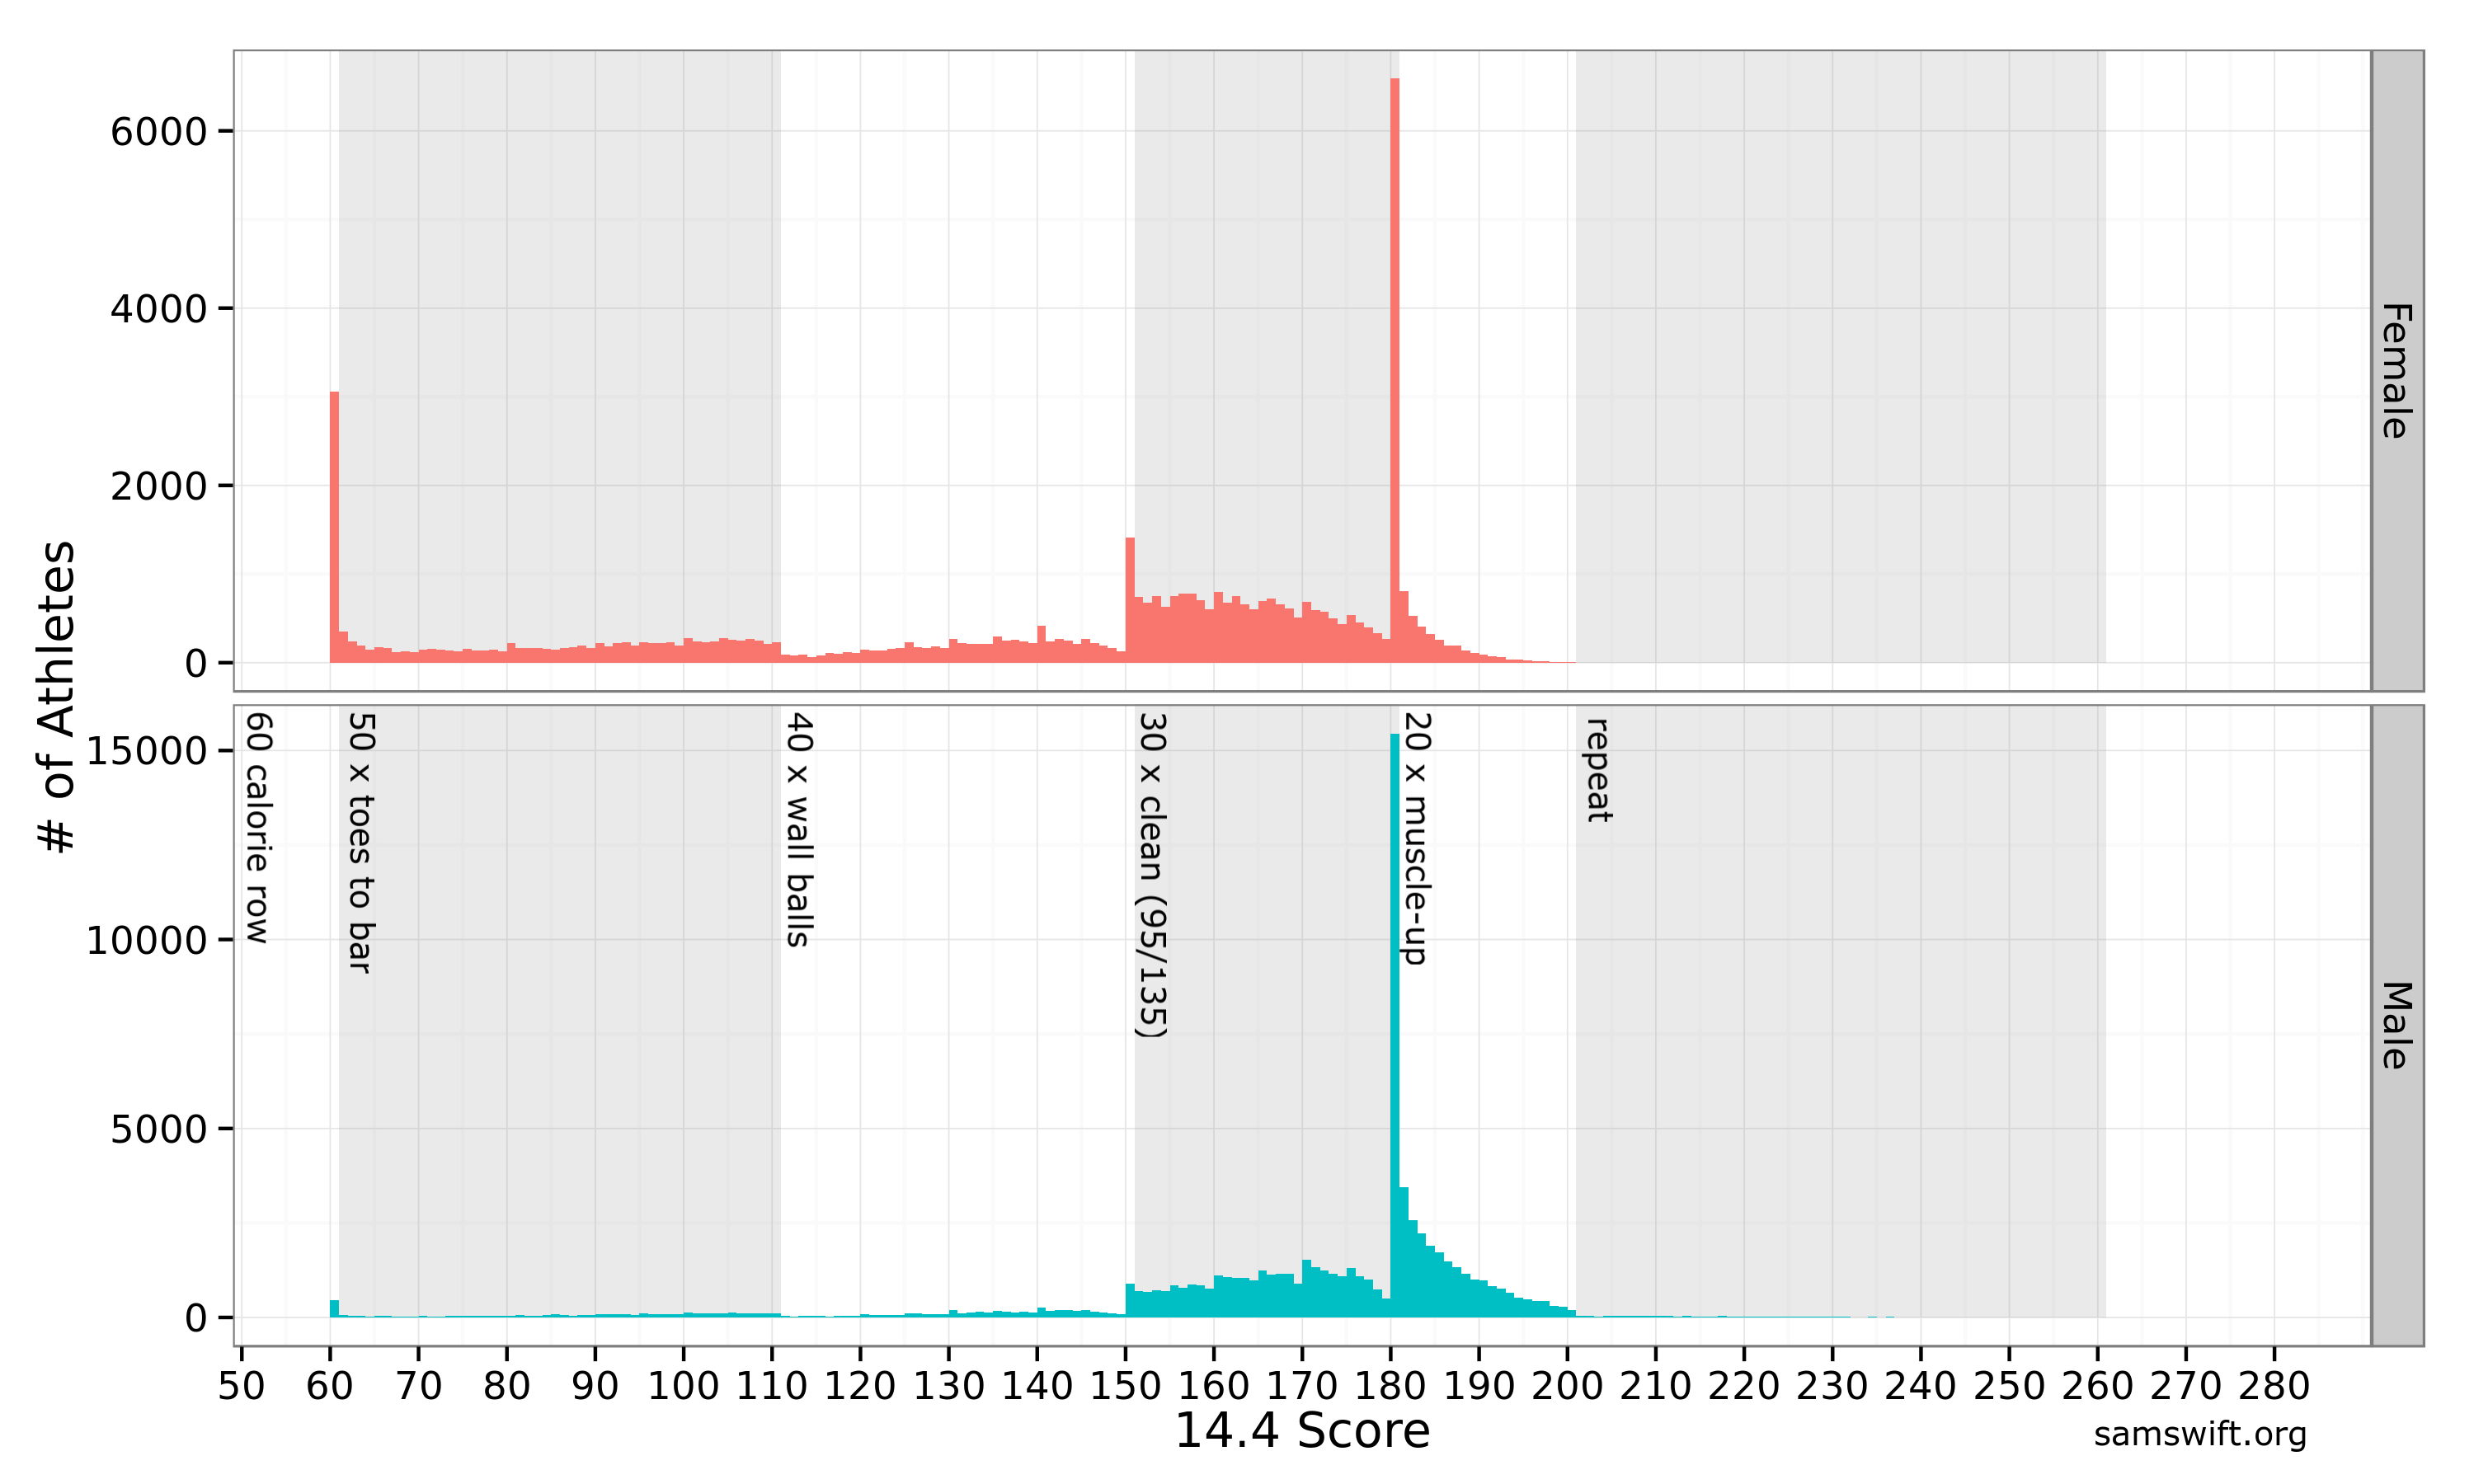 # of Athletes
6000
4000
2000
0
Female
15000
10000
5000
0
60 calorie row
50 x toes to bar
40 x wall balls
30 x clean (95/135)
20 x muscle-up
repeat
Male
50 60 70 80 90 100 110 120 130 140 150 160 170 180 190 200 210 220 230 240 250 260 270 280
14.4 Score
samswift.org